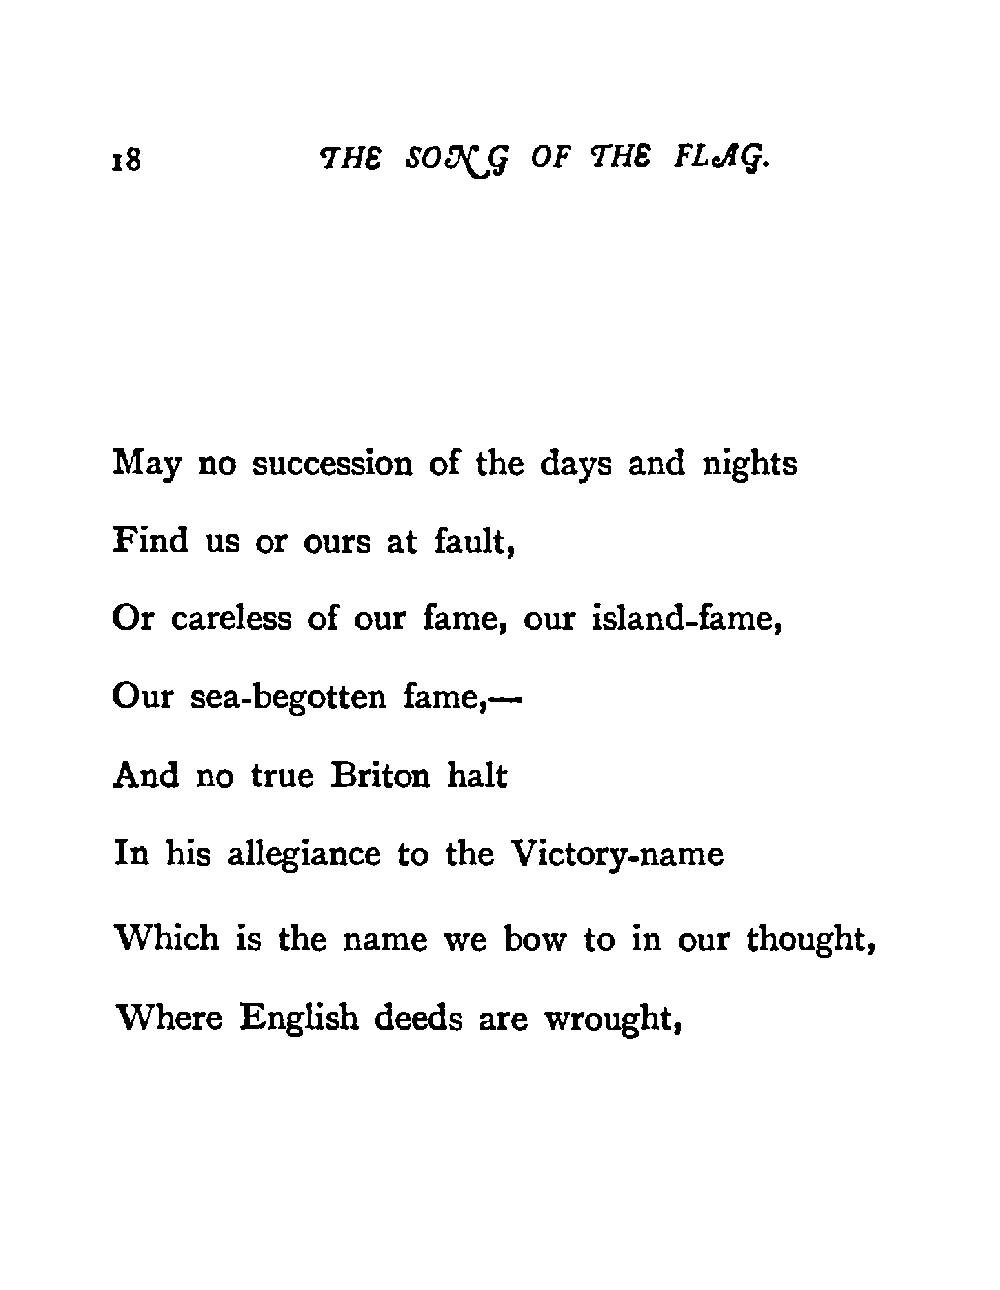 18 THE SONG OF THE FLAG.
May no succession of the days and nights
Find us or ours at fault,
Or careless of our fame, our island-fame,
Our sea-begotten fame,—
And no true Briton halt
In his allegiance to the Victory-name
Which is the name we bow to in our thought,
Where English deeds are wrought,